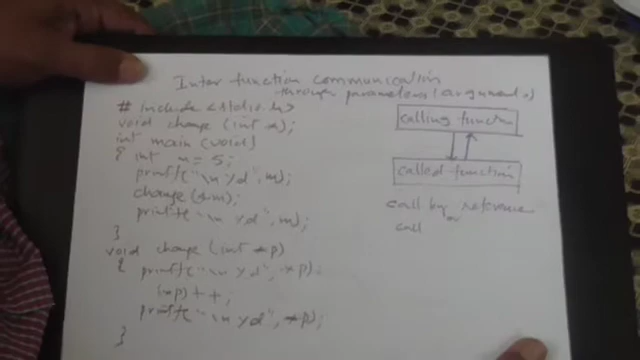 Inter function communication
through parameters (arguments)
# include <stdio.h>
void change (int *);
int main (void)
{ int n = 5;
printf("\n %d", n);
change (&n);
printf("\n %d", n);
}
void change (int *p)
{ printf("\n %d", *p);
(*p)++;
printf("\n %d", *p);
}
calling function
called function
call by reference
or
call